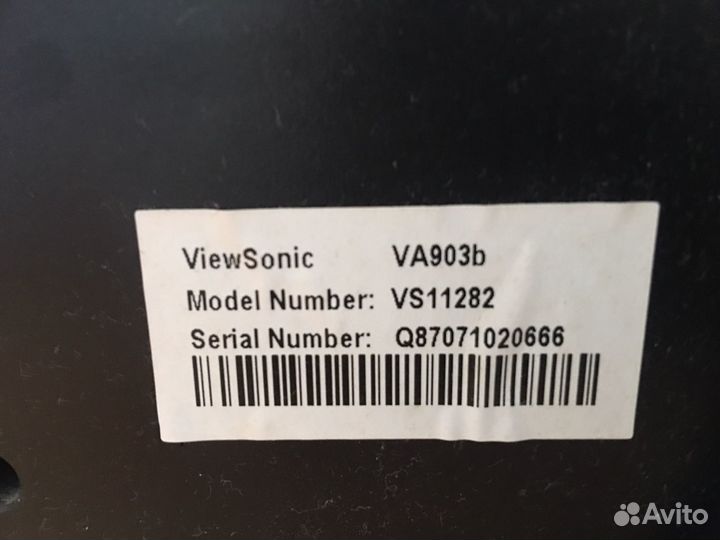 ViewSonic VA903b
Model Number: VS11282
Serial Number: Q87071020666
Avito